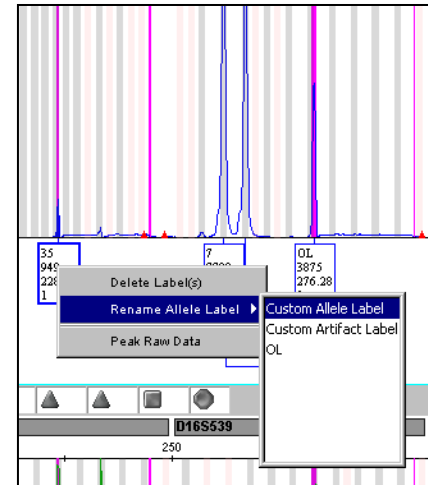 35
7
OL
949
3875
228
276.28
1
Delete Label(s)
Rename Allele Label
Custom Allele Label
Custom Artifact Label
Peak Raw Data
OL
D16S539
250